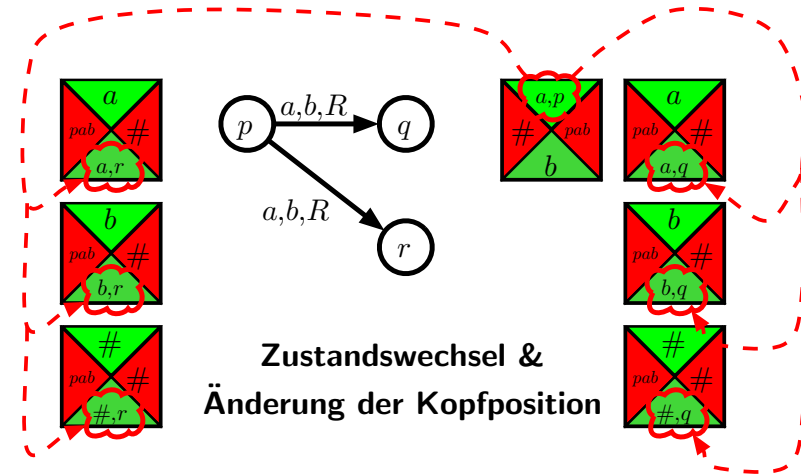 a
pab #
a,r
b
pab #
b,r
#
pab #
#,r
p
a,b,R
q
a,b,R
r
a,p
# pab
b
a
pab #
a,q
b
pab #
b,q
#
pab #
#,q
Zustandswechsel &
Änderung der Kopfposition